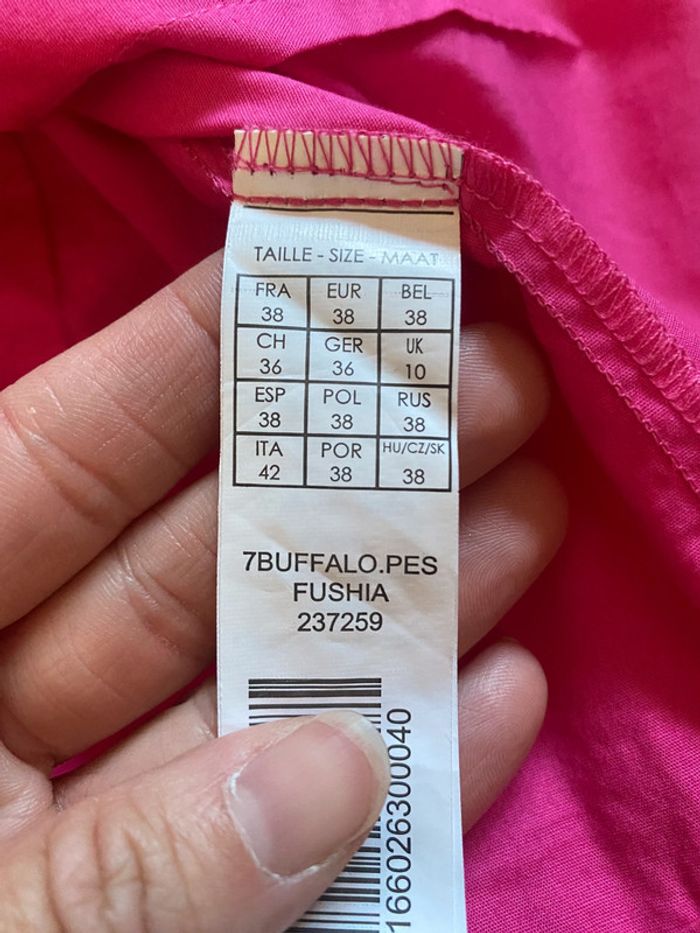 TAILLE - SIZE - MAAT
FRA EUR BEL
38 38 38
CH GER UK
36 36 10
ESP POL RUS
38 38 38
ITA POR HU/CZ/SK
42 38 38
7BUFFALO.PES
FUSHIA
237259
166026300040